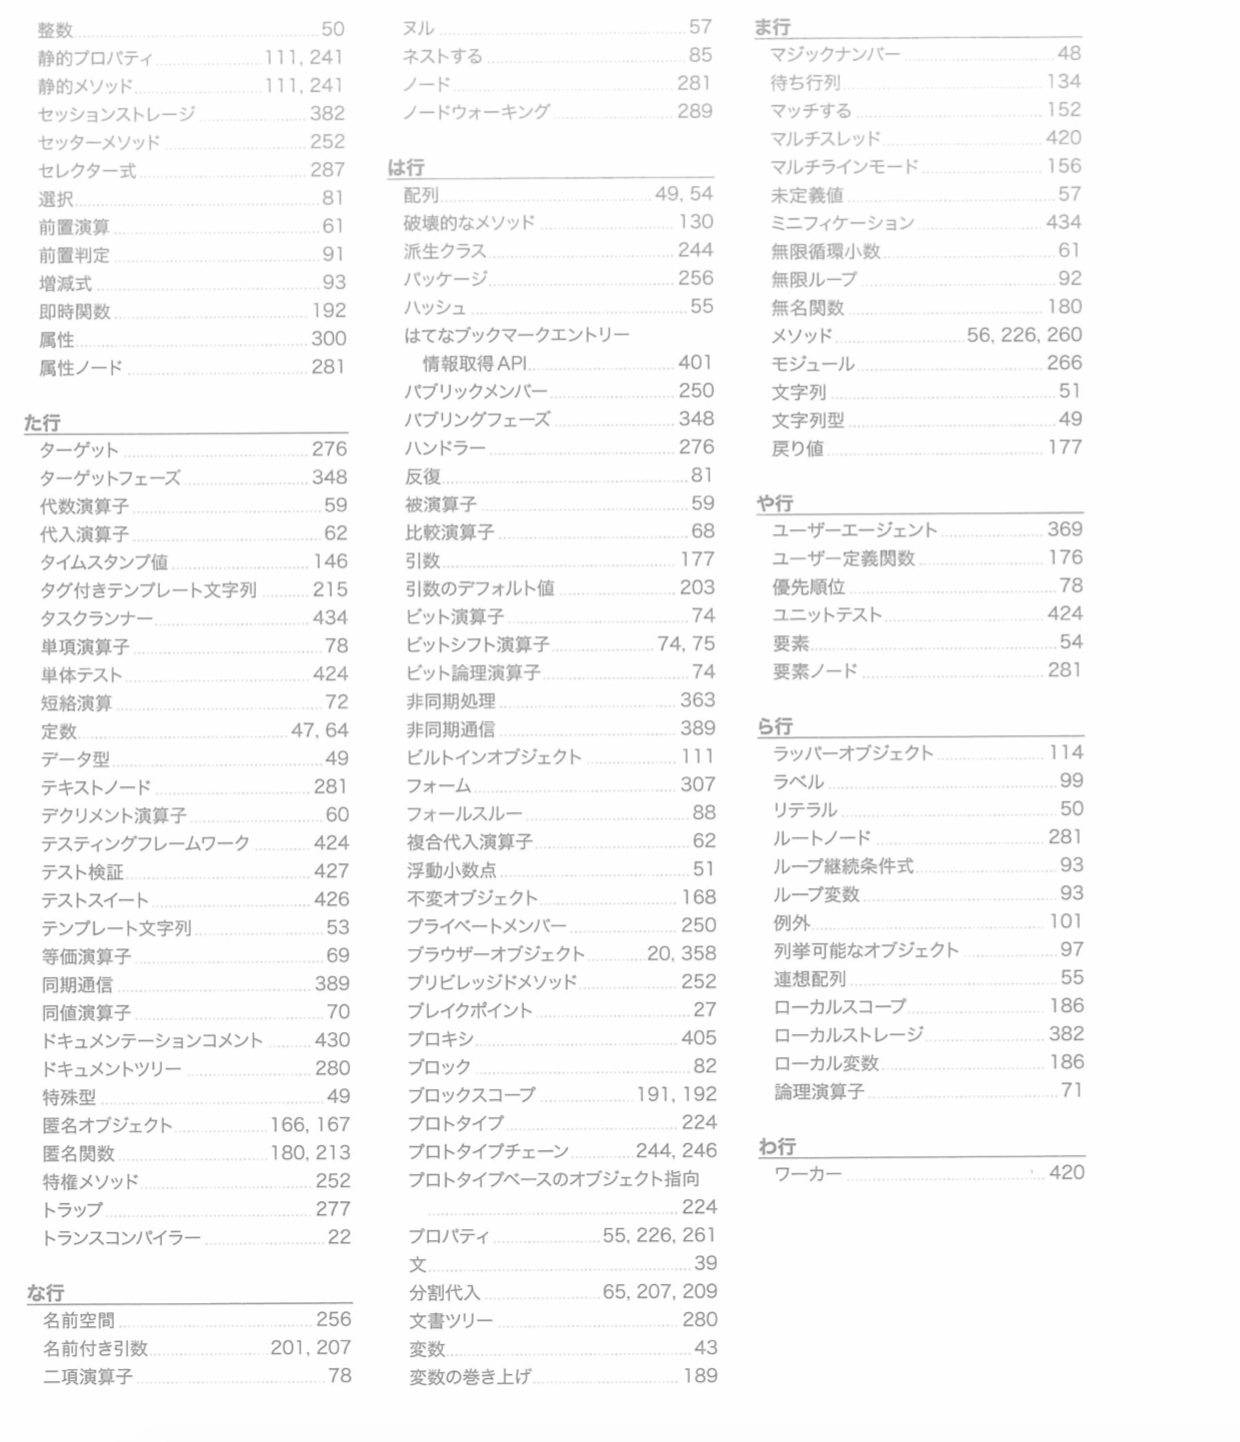 整数 50
静的プロパティ 111, 241
静的メソッド 111, 241
セッションストレージ 382
セッターメソッド 252
セレクター式 287
選択 81
前置演算 61
前置判定 91
増減式 93
即時関数 192
属性 300
属性ノード 281
た行
ターゲット 276
ターゲットフェーズ 348
代数演算子 59
代入演算子 62
タイムスタンプ値 146
タグ付きテンプレート文字列 215
タスクランナー 434
単項演算子 78
単体テスト 424
短絡演算 72
定数 47, 64
データ型 49
テキストノード 281
デクリメント演算子 60
テスティングフレームワーク 424
テスト検証 427
テストスイート 426
テンプレート文字列 53
等価演算子 69
同期通信 389
同値演算子 70
ドキュメンテーションコメント 430
ドキュメントツリー 280
特殊型 49
匿名オブジェクト 166, 167
匿名関数 180, 213
特権メソッド 252
トラップ 277
トランスコンパイラー 22
な行
名前空間 256
名前付き引数 201, 207
二項演算子 78
ヌル 57
ネストする 85
ノード 281
ノードウォーキング 289
は行
配列 49, 54
破壊的なメソッド 130
派生クラス 244
パッケージ 256
ハッシュ 55
はてなブックマークエントリー
情報取得API 401
パブリックメンバー 250
バブリングフェーズ 348
ハンドラー 276
反復 81
被演算子 59
比較演算子 68
引数 177
引数のデフォルト値 203
ビット演算子 74
ビットシフト演算子 74, 75
ビット論理演算子 74
非同期処理 363
非同期通信 389
ビルトインオブジェクト 111
フォーム 307
フォールスルー 88
複合代入演算子 62
浮動小数点 51
不変オブジェクト 168
プライベートメンバー 250
ブラウザーオブジェクト 20, 358
プリビレッジドメソッド 252
ブレイクポイント 27
プロキシ 405
ブロック 82
ブロックスコープ 191, 192
プロトタイプ 224
プロトタイプチェーン 244, 246
プロトタイプベースのオブジェクト指向
224
プロパティ 55, 226, 261
文 39
分割代入 65, 207, 209
文書ツリー 280
変数 43
変数の巻き上げ 189
ま行
マジックナンバー 48
待ち行列 134
マッチする 152
マルチスレッド 420
マルチラインモード 156
未定義値 57
ミニフィケーション 434
無限循環小数 61
無限ループ 92
無名関数 180
メソッド 56, 226, 260
モジュール 266
文字列 51
文字列型 49
戻り値 177
や行
ユーザーエージェント 369
ユーザー定義関数 176
優先順位 78
ユニットテスト 424
要素 54
要素ノード 281
ら行
ラッパーオブジェクト 114
ラベル 99
リテラル 50
ルートノード 281
ループ継続条件式 93
ループ変数 93
例外 101
列挙可能なオブジェクト 97
連想配列 55
ローカルスコープ 186
ローカルストレージ 382
ローカル変数 186
論理演算子 71
わ行
ワーカー 420